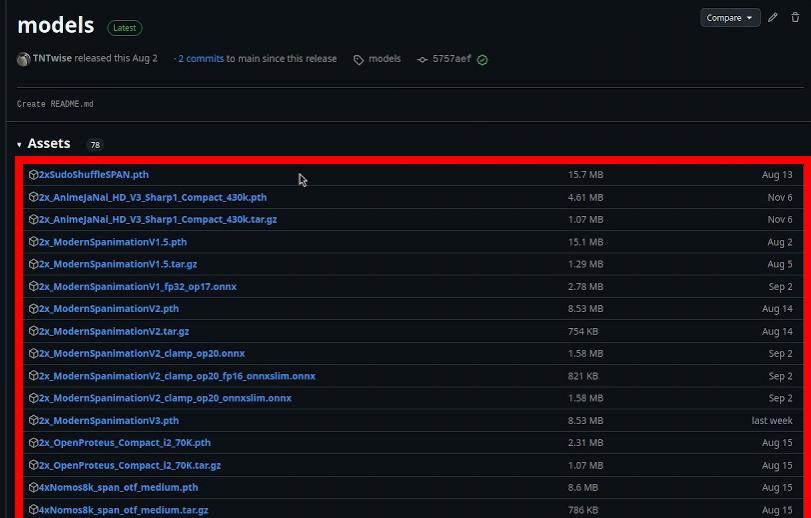 models Latest Compare
TNTwise released this Aug 2 · 2 commits to main since this release models 5757aef
Create README.md
Assets 78
2xSudoShuffleSPAN.pth 15.7 MB Aug 13
2x_AnimeJaNai_HD_V3_Sharp1_Compact_430k.pth 4.61 MB Nov 6
2x_AnimeJaNai_HD_V3_Sharp1_Compact_430k.tar.gz 1.07 MB Nov 6
2x_ModernSpanimationV1.5.pth 15.1 MB Aug 2
2x_ModernSpanimationV1.5.tar.gz 1.29 MB Aug 5
2x_ModernSpanimationV1_fp32_op17.onnx 2.78 MB Sep 2
2x_ModernSpanimationV2.pth 8.53 MB Aug 14
2x_ModernSpanimationV2.tar.gz 754 KB Aug 14
2x_ModernSpanimationV2_clamp_op20.onnx 1.58 MB Sep 2
2x_ModernSpanimationV2_clamp_op20_fp16_onnxslim.onnx 821 KB Sep 2
2x_ModernSpanimationV2_clamp_op20_onnxslim.onnx 1.58 MB Sep 2
2x_ModernSpanimationV3.pth 8.53 MB last week
2x_OpenProteus_Compact_i2_70K.pth 2.31 MB Aug 15
2x_OpenProteus_Compact_i2_70K.tar.gz 1.07 MB Aug 15
4xNomos8k_span_otf_medium.pth 8.6 MB Aug 15
4xNomos8k_span_otf_medium.tar.gz 786 KB Aug 15